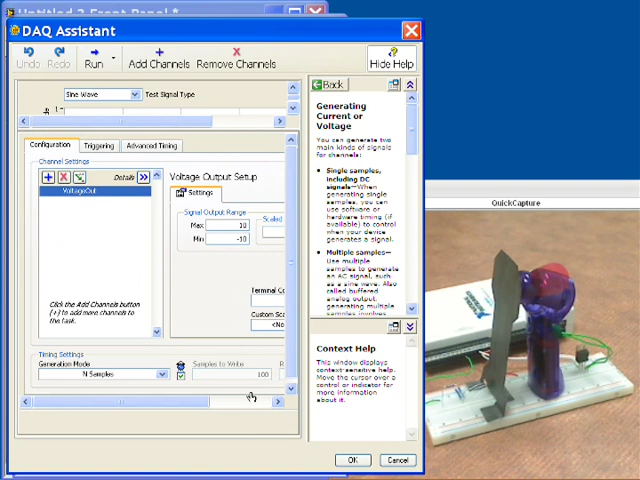 Untitled 2 Front Panel *
DAQ Assistant
Undo
Redo
Run
Add Channels
Remove Channels
Hide Help
Sine Wave
Test Signal Type
1
Back
Generating
Current or
Voltage
You can generate two
main kinds of signals
for channels:
Single samples,
including DC
signals—When
generating single
samples, you can
use software or
hardware timing (if
available) to control
when your device
generates a signal.
Multiple samples—
Use multiple
samples to generate
an AC signal, such
as a sine wave. Also
called buffered
analog output,
generating multiple
samples involves
Configuration
Triggering
Advanced Timing
Channel Settings
Details
VoltageOut
Click the Add Channels button
(+) to add more channels to
the task.
Voltage Output Setup
Settings
Signal Output Range
Max
10
Min
-10
Scaled
Terminal Co
Custom Sca
<No
Timing Settings
Generation Mode
N Samples
Samples to Write
100
R
Context Help
This window displays
context-sensitive help.
Move the cursor over a
control or indicator for
more information
about it.
OK
Cancel
QuickCapture